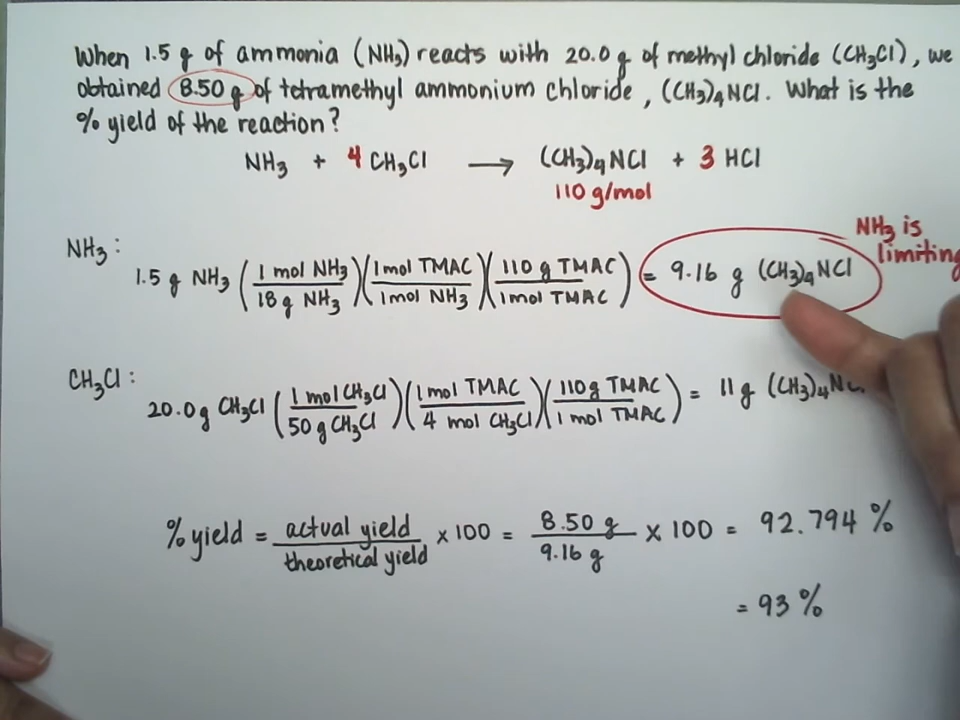 When 1.5 g of ammonia (NH₃) reacts with 20.0 g of methyl chloride (CH₃Cl), we
obtained 8.50 g of tetramethyl ammonium chloride, (CH₃)₄NCl. What is the
% yield of the reaction?
NH₃ + 4 CH₃Cl ⟶ (CH₃)₄NCl + 3 HCl
110 g/mol
NH₃ is
limiting
NH₃: 1.5 g NH₃ (1 mol NH₃/18 g NH₃)(1 mol TMAC/1 mol NH₃)(110 g TMAC/1 mol TMAC) = 9.16 g (CH₃)₄NCl
CH₃Cl: 20.0 g CH₃Cl (1 mol CH₃Cl/50 g CH₃Cl)(1 mol TMAC/4 mol CH₃Cl)(110 g TMAC/1 mol TMAC) = 11 g (CH₃)₄NCl
% yield = actual yield/theoretical yield × 100 = 8.50 g/9.16 g × 100 = 92.794 %
= 93 %